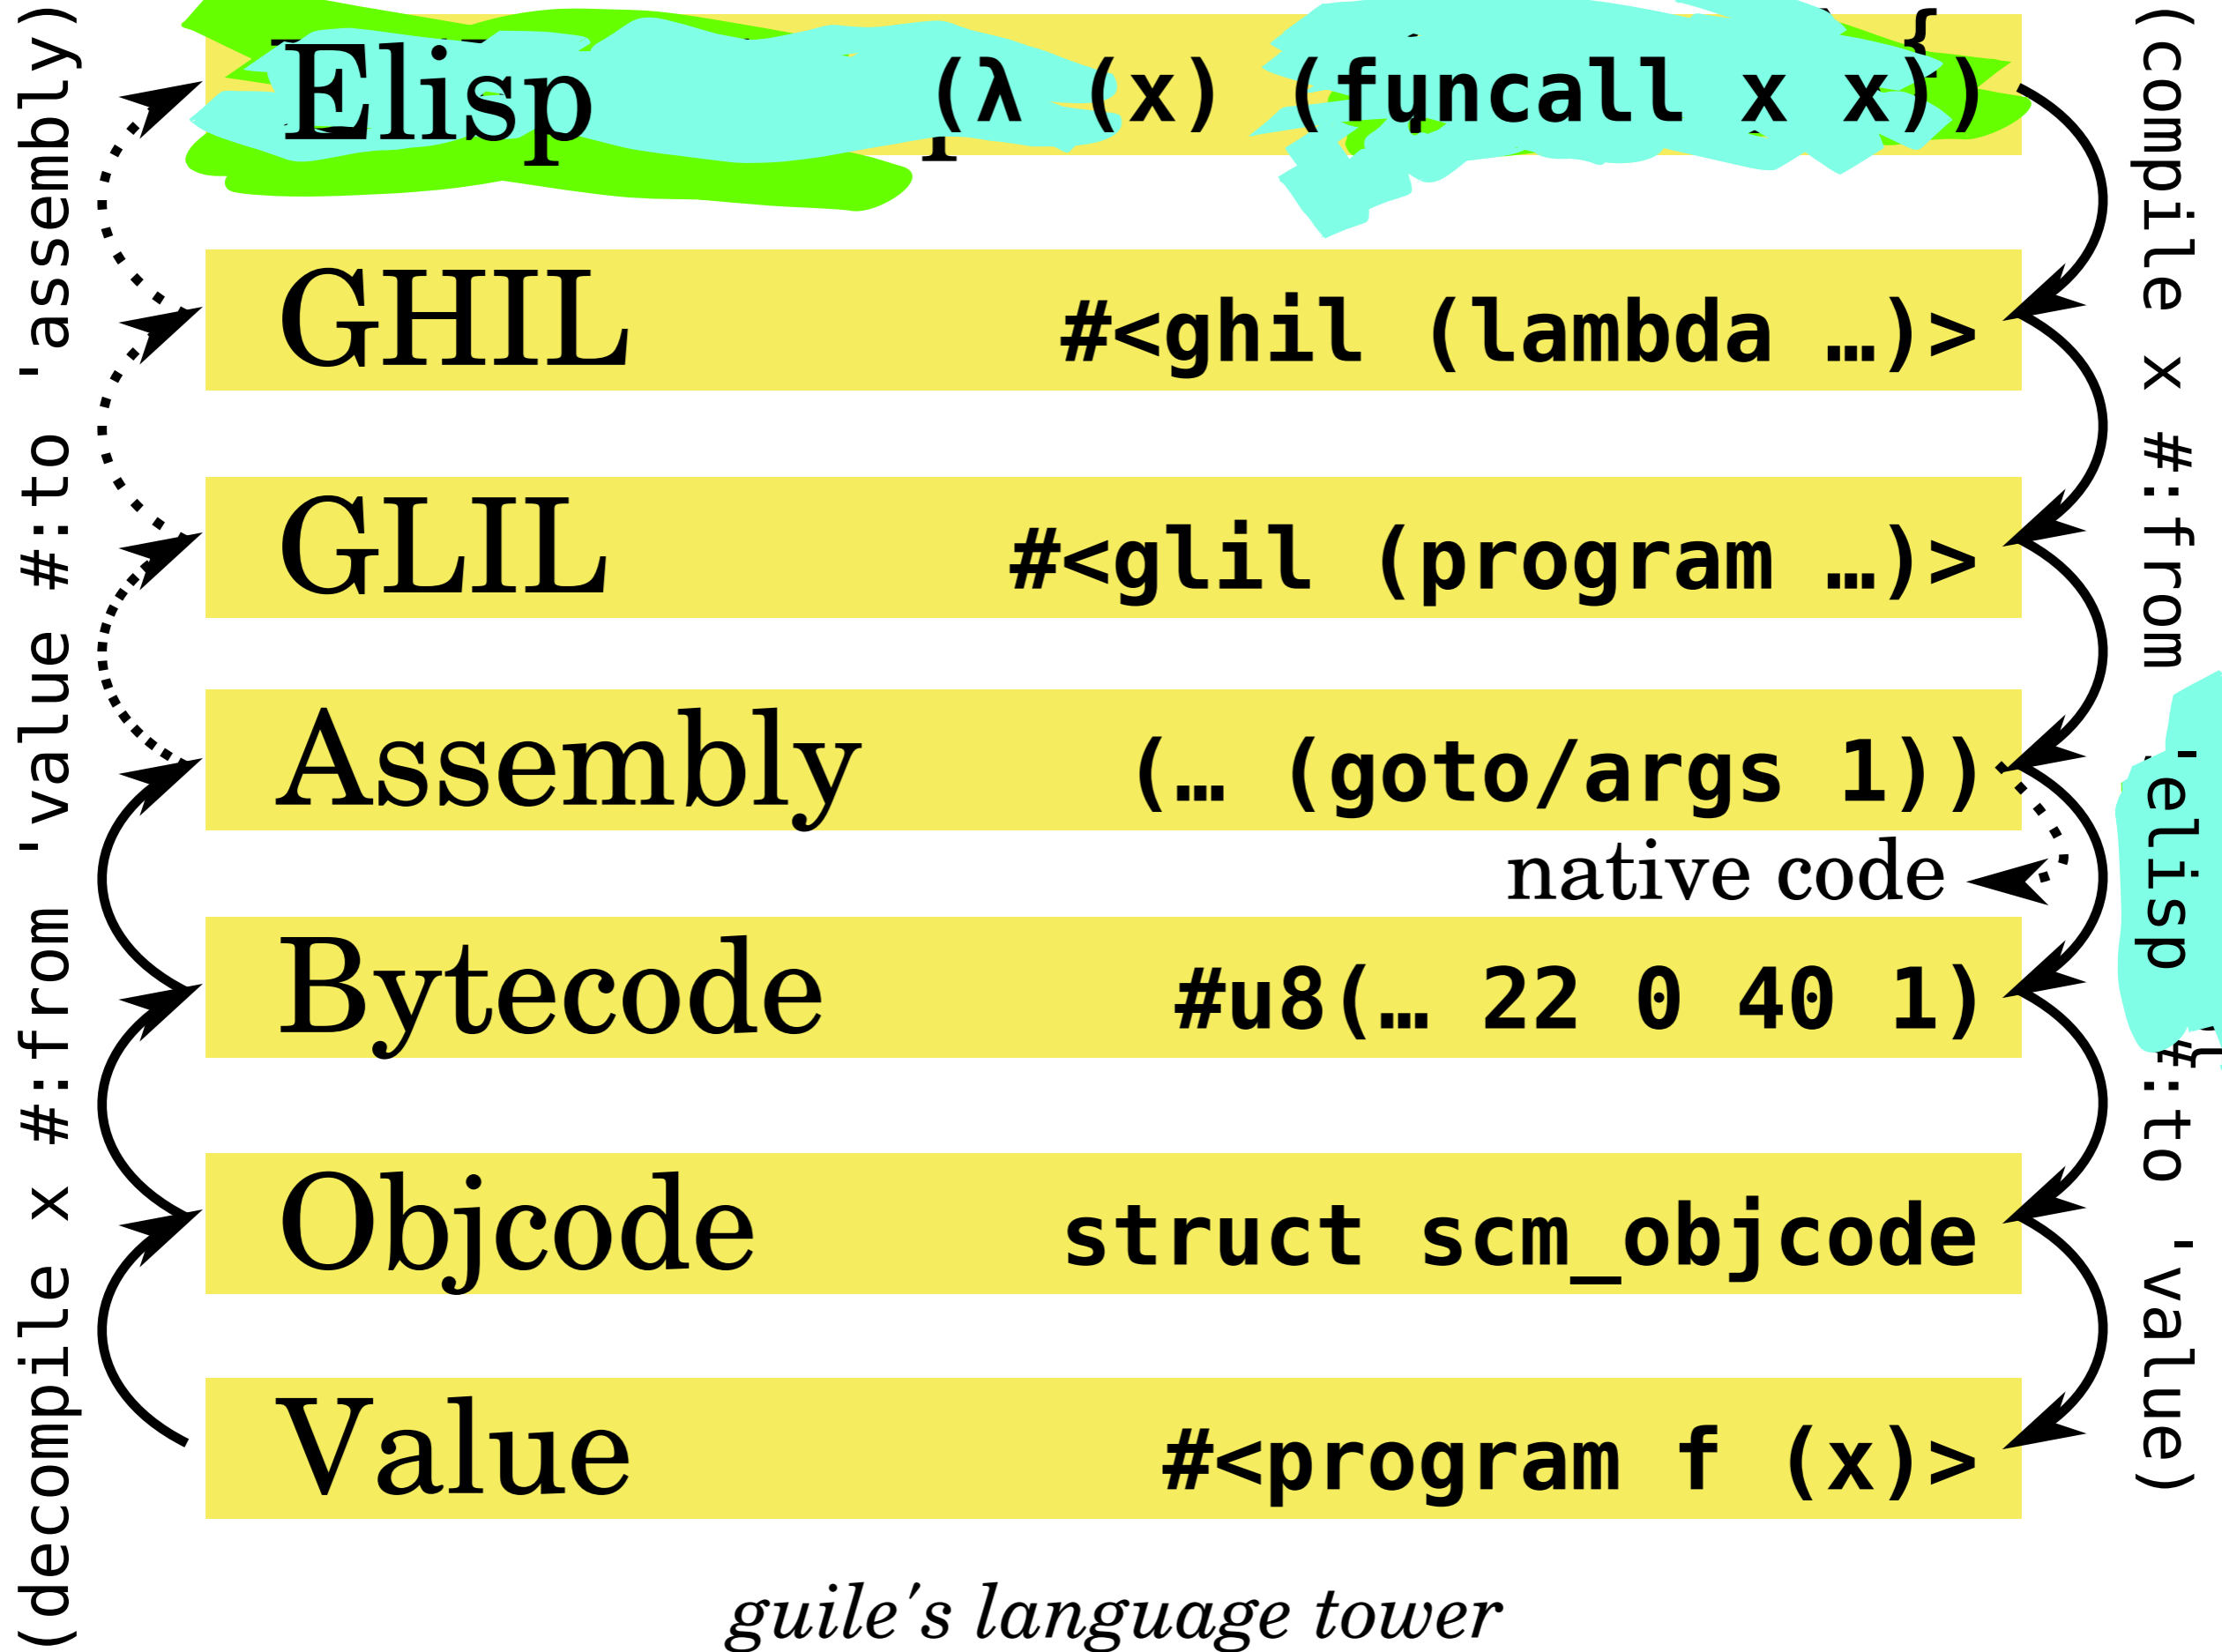 Elisp (λ (x) (funcall x x))
GHIL #<ghil (lambda …)>
GLIL #<glil (program …)>
Assembly (… (goto/args 1))
native code
Bytecode #u8(… 22 0 40 1)
Objcode struct scm_objcode
Value #<program f (x)>
guile's language tower
(decompile x #:from 'value #:to 'assembly)
(compile x #:from 'elisp #:to 'value)